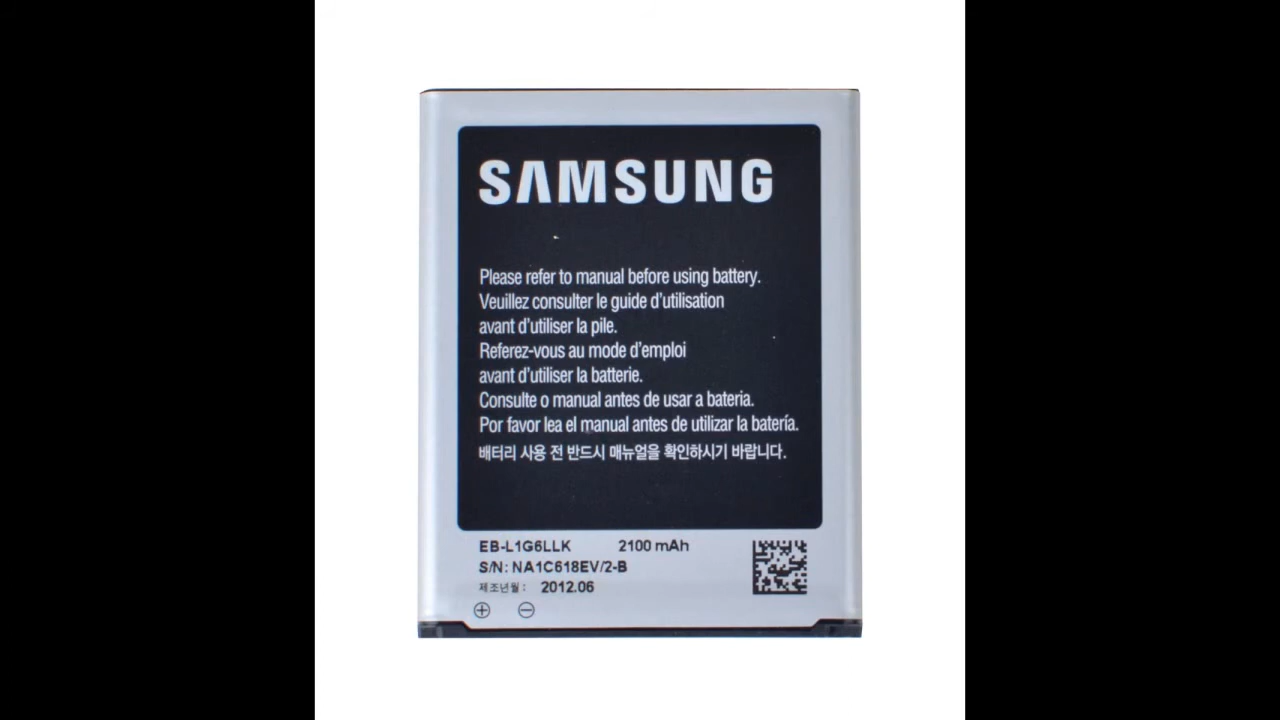 SAMSUNG
Please refer to manual before using battery.
Veuillez consulter le guide d'utilisation
avant d'utiliser la pile.
Referez-vous au mode d'emploi
avant d'utiliser la batterie.
Consulte o manual antes de usar a bateria.
Por favor lea el manual antes de utilizar la batería.
배터리 사용 전 반드시 매뉴얼을 확인하시기 바랍니다.
EB-L1G6LLK 2100 mAh
S/N: NA1C618EV/2-B
제조년월 : 2012.06